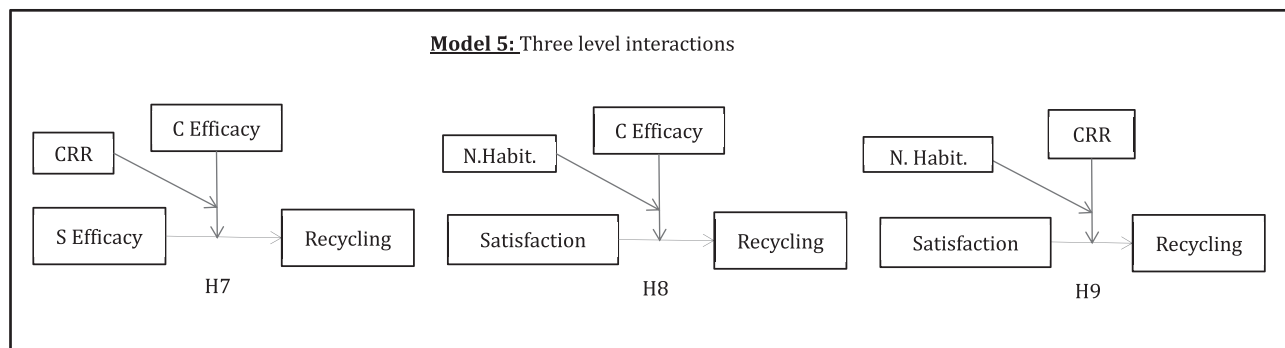 Model 5: Three level interactions
C Efficacy
CRR
S Efficacy
Recycling
H7
C Efficacy
N.Habit.
Satisfaction
Recycling
H8
CRR
N. Habit.
Satisfaction
Recycling
H9